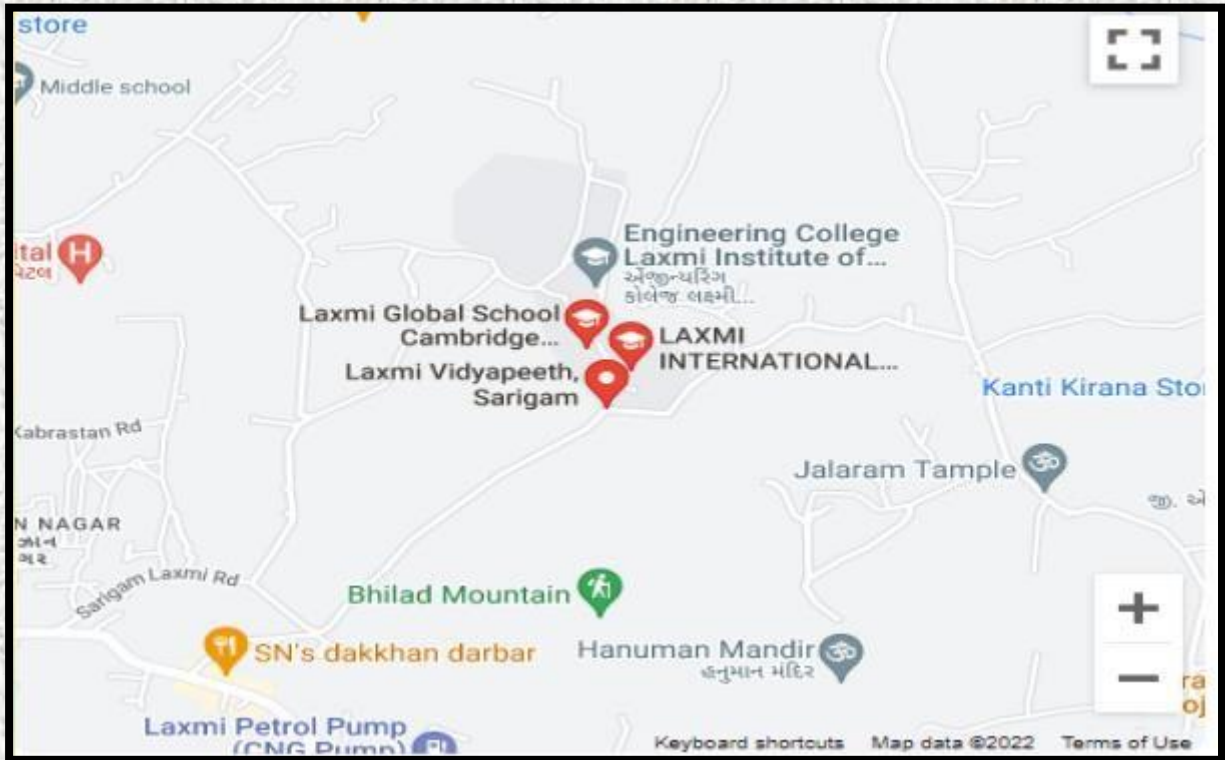 store
Middle school
ital
Engineering College
Laxmi Institute of...
એન્જીન્યરિંગ
કોલેજ લક્ષ્મી...
Laxmi Global School
Cambridge...
LAXMI
INTERNATIONAL...
Laxmi Vidyapeeth,
Sarigam
Kanti Kirana Sto
Kabrastan Rd
Jalaram Tample
N NAGAR
Sarigam Laxmi Rd
Bhilad Mountain
SN's dakkhan darbar
Hanuman Mandir
હનુમાન મંદિર
Laxmi Petrol Pump
(CNG Pump)
Keyboard shortcuts Map data ©2022 Terms of Use